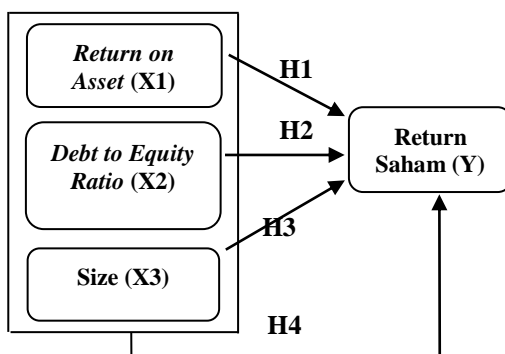 Return on
Asset (X1)
H1
H2
Debt to Equity
Ratio (X2)
Return
Saham (Y)
H3
Size (X3)
H4